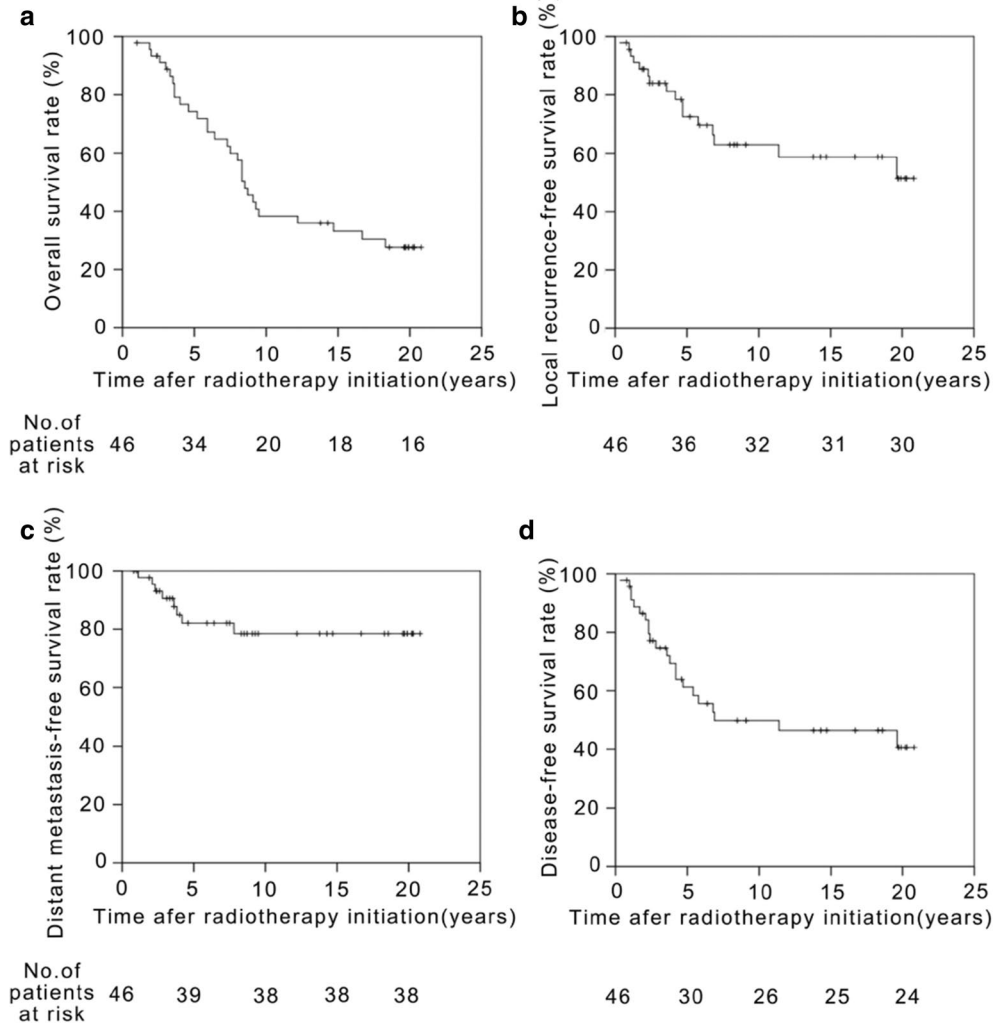 a
Overall survival rate (%)
100
80
60
40
20
0
0 5 10 15 20 25
Time afer radiotherapy initiation(years)
No.of
patients
at risk
46 34 20 18 16
b
Local recurrence-free survival rate (%)
100
80
60
40
20
0
0 5 10 15 20 25
Time afer radiotherapy initiation(years)
46 36 32 31 30
c
Distant metastasis-free survival rate (%)
100
80
60
40
20
0
0 5 10 15 20 25
Time afer radiotherapy initiation(years)
No.of
patients
at risk
46 39 38 38 38
d
Disease-free survival rate (%)
100
80
60
40
20
0
0 5 10 15 20 25
Time afer radiotherapy initiation(years)
46 30 26 25 24